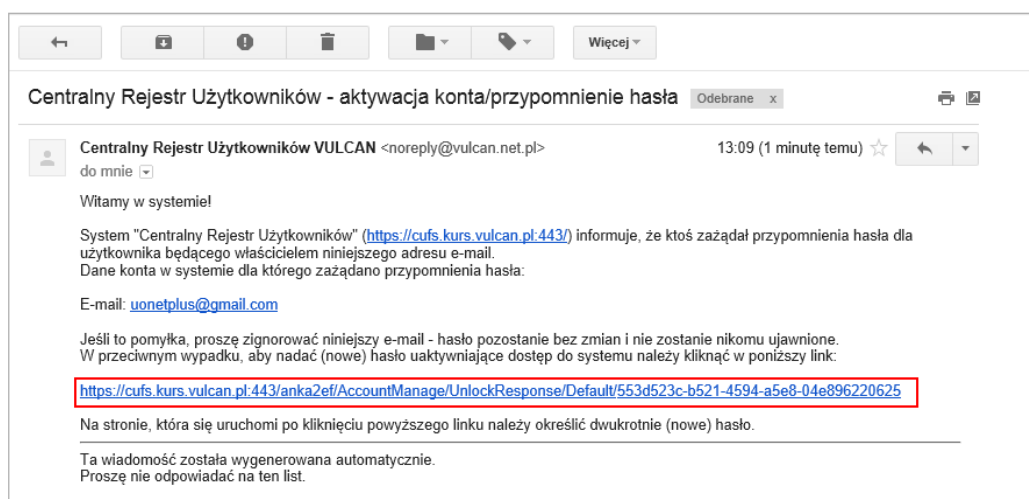 Więcej
Centralny Rejestr Użytkowników - aktywacja konta/przypomnienie hasła Odebrane x
Centralny Rejestr Użytkowników VULCAN <noreply@vulcan.net.pl> 13:09 (1 minutę temu)
do mnie
Witamy w systemie!
System "Centralny Rejestr Użytkowników" (https://cufs.kurs.vulcan.pl:443/) informuje, że ktoś zażądał przypomnienia hasła dla
użytkownika będącego właścicielem niniejszego adresu e-mail.
Dane konta w systemie dla którego zażądano przypomnienia hasła:
E-mail: uonetplus@gmail.com
Jeśli to pomyłka, proszę zignorować niniejszy e-mail - hasło pozostanie bez zmian i nie zostanie nikomu ujawnione.
W przeciwnym wypadku, aby nadać (nowe) hasło uaktywniające dostęp do systemu należy kliknąć w poniższy link:
https://cufs.kurs.vulcan.pl:443/anka2ef/AccountManage/UnlockResponse/Default/553d523c-b521-4594-a5e8-04e896220625
Na stronie, która się uruchomi po kliknięciu powyższego linku należy określić dwukrotnie (nowe) hasło.
Ta wiadomość została wygenerowana automatycznie.
Proszę nie odpowiadać na ten list.